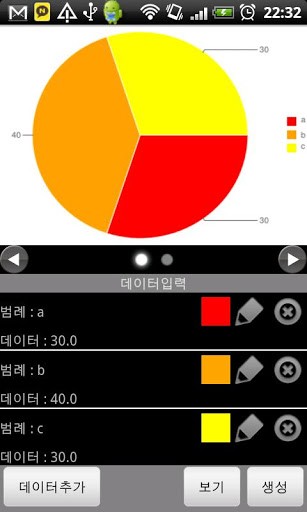 22:32
30
a
40
b
c
30
데이터입력
범례 : a
데이터 : 30.0
범례 : b
데이터 : 40.0
범례 : c
데이터 : 30.0
데이터추가
보기
생성